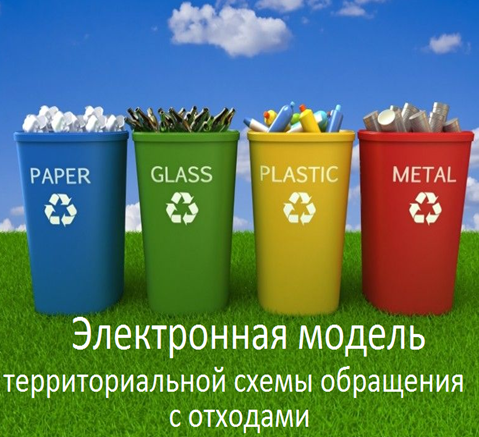 PAPER
GLASS
PLASTIC
METAL
Электронная модель
территориальной схемы обращения
с отходами